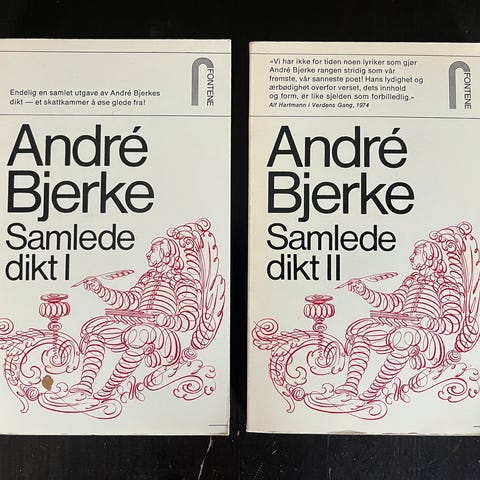 Endelig en samlet utgave av André Bjerkes
dikt — et skattkammer å øse glede fra!
FONTENE
André
Bjerke
Samlede
dikt I
«Vi har ikke for tiden noen lyriker som gjør
André Bjerke rangen stridig som vår
fremste, vår sanneste poet! Hans lydighet og
ærbødighet overfor verset, dets innhold
og form, er like sjelden som forbilledlig.»
Alf Hartmann i Verdens Gang, 1974
FONTENE
André
Bjerke
Samlede
dikt II